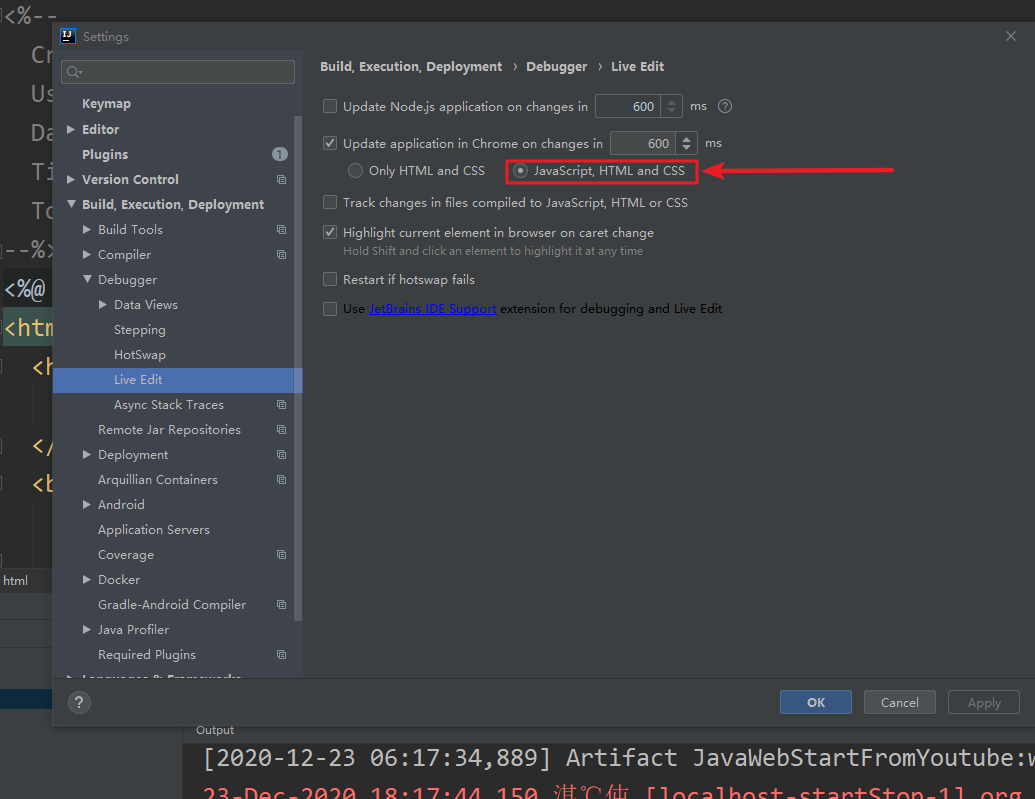 <%--
Settings
Cr
Us
Da
Ti
To
--%>
<%@
<htm
<h
</
<b
html
Keymap
Editor
Plugins
1
Version Control
Build, Execution, Deployment
Build Tools
Compiler
Debugger
Data Views
Stepping
HotSwap
Live Edit
Async Stack Traces
Remote Jar Repositories
Deployment
Arquillian Containers
Android
Application Servers
Coverage
Docker
Gradle-Android Compiler
Java Profiler
Required Plugins
Languages & Frameworks
Build, Execution, Deployment › Debugger › Live Edit
Update Node.js application on changes in 600 ms ?
Update application in Chrome on changes in 600 ms
Only HTML and CSS JavaScript, HTML and CSS
Track changes in files compiled to JavaScript, HTML or CSS
Highlight current element in browser on caret change
Hold Shift and click an element to highlight it at any time
Restart if hotswap fails
Use JetBrains IDE Support extension for debugging and Live Edit
?
OK Cancel Apply
Output
[2020-12-23 06:17:34,889] Artifact JavaWebStartFromYoutube:w
23-Dec-2020 18:17:44.150 [localhost-startStop-1] org